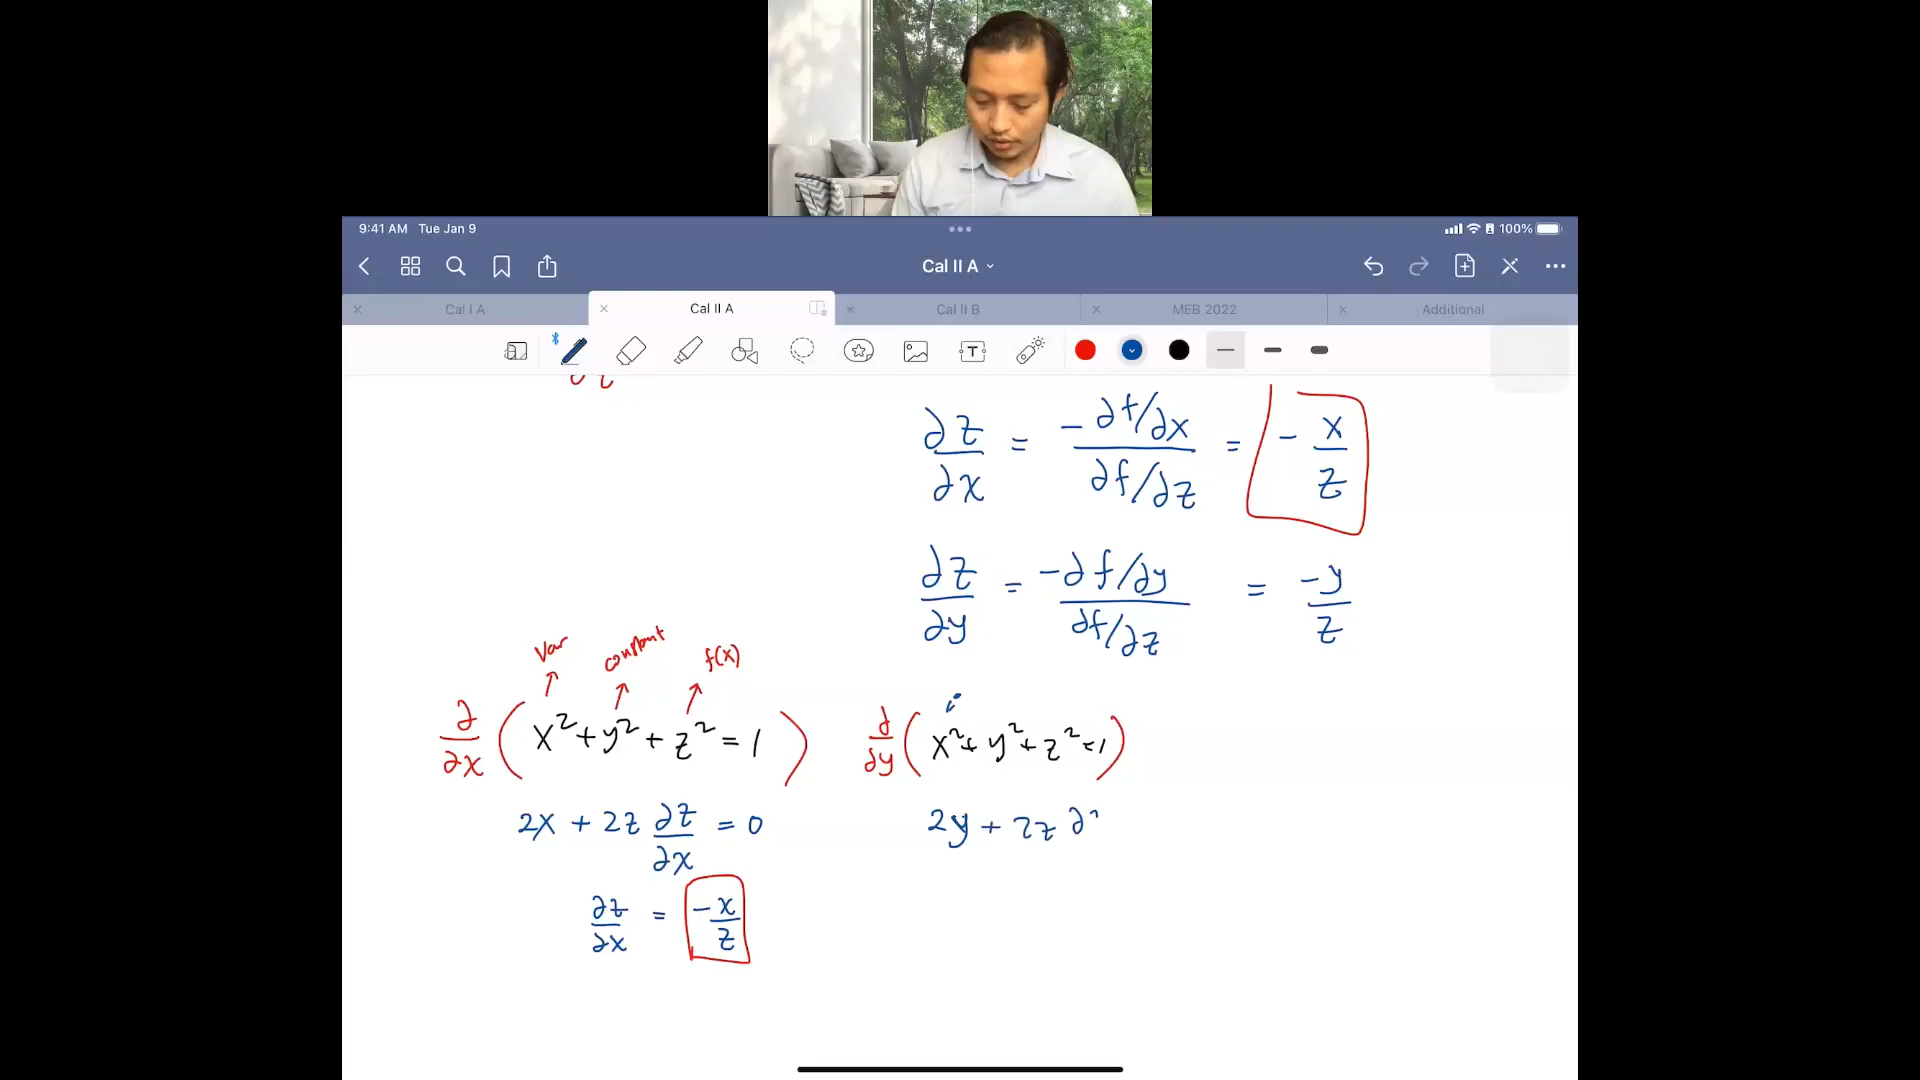 9:41 AM Tue Jan 9
100%
Cal II A
Cal I A
Cal II A
Cal II B
MEB 2022
Additional
T
∂z/∂x = -∂f/∂x / ∂f/∂z = -x/z
∂z/∂y = -∂f/∂y / ∂f/∂z = -y/z
Var constant f(x)
∂/∂x (x² + y² + z² = 1)
∂/∂y (x² + y² + z² = 1)
2x + 2z ∂z/∂x = 0
2y + 2z ∂
∂z/∂x = -x/z